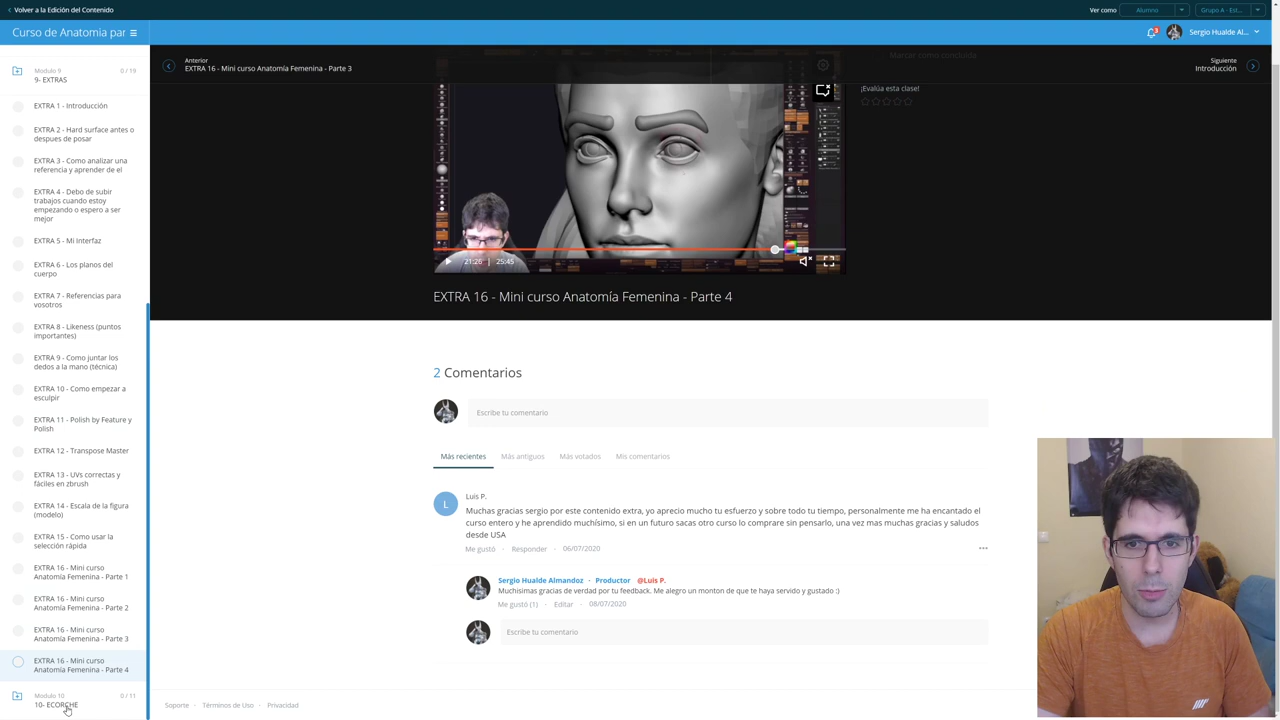 Volver a la Edición del Contenido
Ver como
Alumno
Grupo A - Est...
Curso de Anatomia par
3
Sergio Hualde Al...
Modulo 9
0 / 19
9- EXTRAS
EXTRA 1 - Introducción
EXTRA 2 - Hard surface antes o
despues de posar
EXTRA 3 - Como analizar una
referencia y aprender de el
EXTRA 4 - Debo de subir
trabajos cuando estoy
empezando o espero a ser
mejor
EXTRA 5 - Mi Interfaz
EXTRA 6 - Los planos del
cuerpo
EXTRA 7 - Referencias para
vosotros
EXTRA 8 - Likeness (puntos
importantes)
EXTRA 9 - Como juntar los
dedos a la mano (técnica)
EXTRA 10 - Como empezar a
esculpir
EXTRA 11 - Polish by Feature y
Polish
EXTRA 12 - Transpose Master
EXTRA 13 - UVs correctas y
fáciles en zbrush
EXTRA 14 - Escala de la figura
(modelo)
EXTRA 15 - Como usar la
selección rápida
EXTRA 16 - Mini curso
Anatomía Femenina - Parte 1
EXTRA 16 - Mini curso
Anatomía Femenina - Parte 2
EXTRA 16 - Mini curso
Anatomía Femenina - Parte 3
EXTRA 16 - Mini curso
Anatomía Femenina - Parte 4
Modulo 10
0 / 11
10- ECORCHE
Anterior
EXTRA 16 - Mini curso Anatomía Femenina - Parte 3
Marcar como concluida
Siguiente
Introducción
¡Evalúa esta clase!
21:26 | 25:45
EXTRA 16 - Mini curso Anatomía Femenina - Parte 4
2 Comentarios
Escribe tu comentario
Más recientes
Más antiguos
Más votados
Mis comentarios
L
Luis P.
Muchas gracias sergio por este contenido extra, yo aprecio mucho tu esfuerzo y sobre todo tu tiempo, personalmente me ha encantado el
curso entero y he aprendido muchísimo, si en un futuro sacas otro curso lo comprare sin pensarlo, una vez mas muchas gracias y saludos
desde USA
Me gustó · Responder · 06/07/2020
Sergio Hualde Almandoz - Productor @Luis P.
Muchisimas gracias de verdad por tu feedback. Me alegro un monton de que te haya servido y gustado :)
Me gustó (1) · Editar · 08/07/2020
Escribe tu comentario
Soporte · Términos de Uso · Privacidad